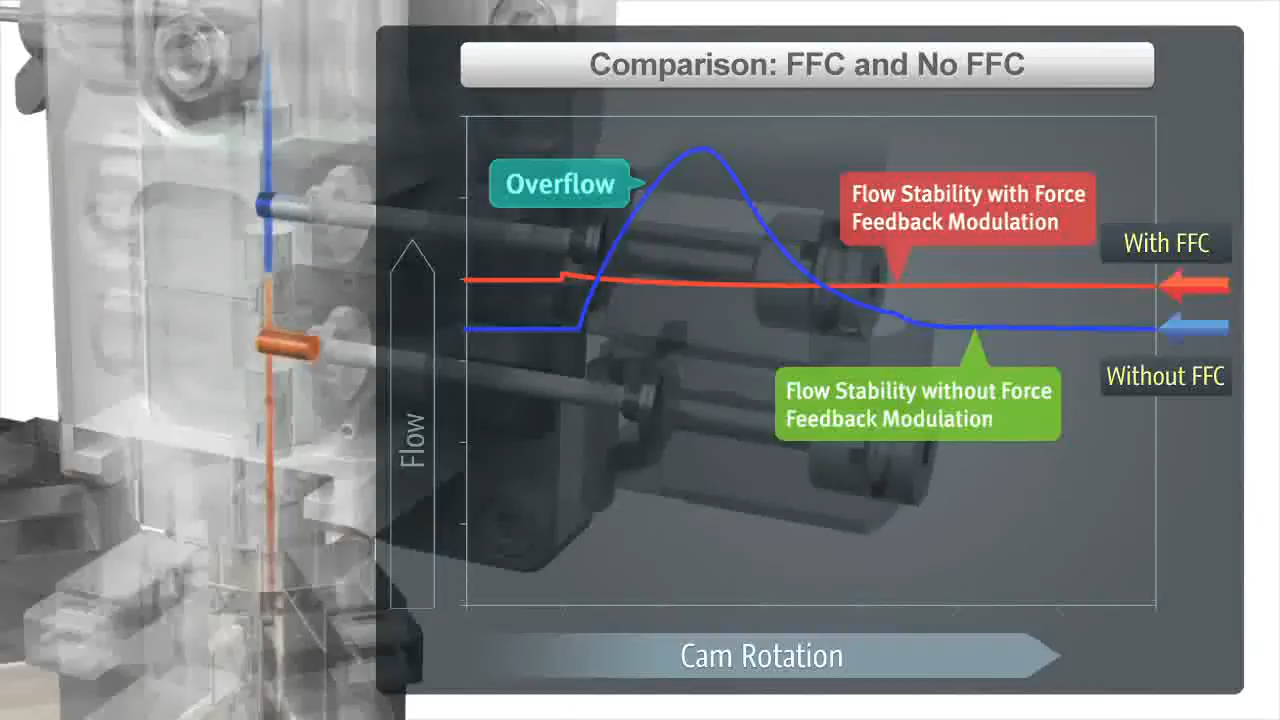 Comparison: FFC and No FFC
Overflow
Flow Stability with Force
Feedback Modulation
With FFC
Without FFC
Flow Stability without Force
Feedback Modulation
Flow
Cam Rotation